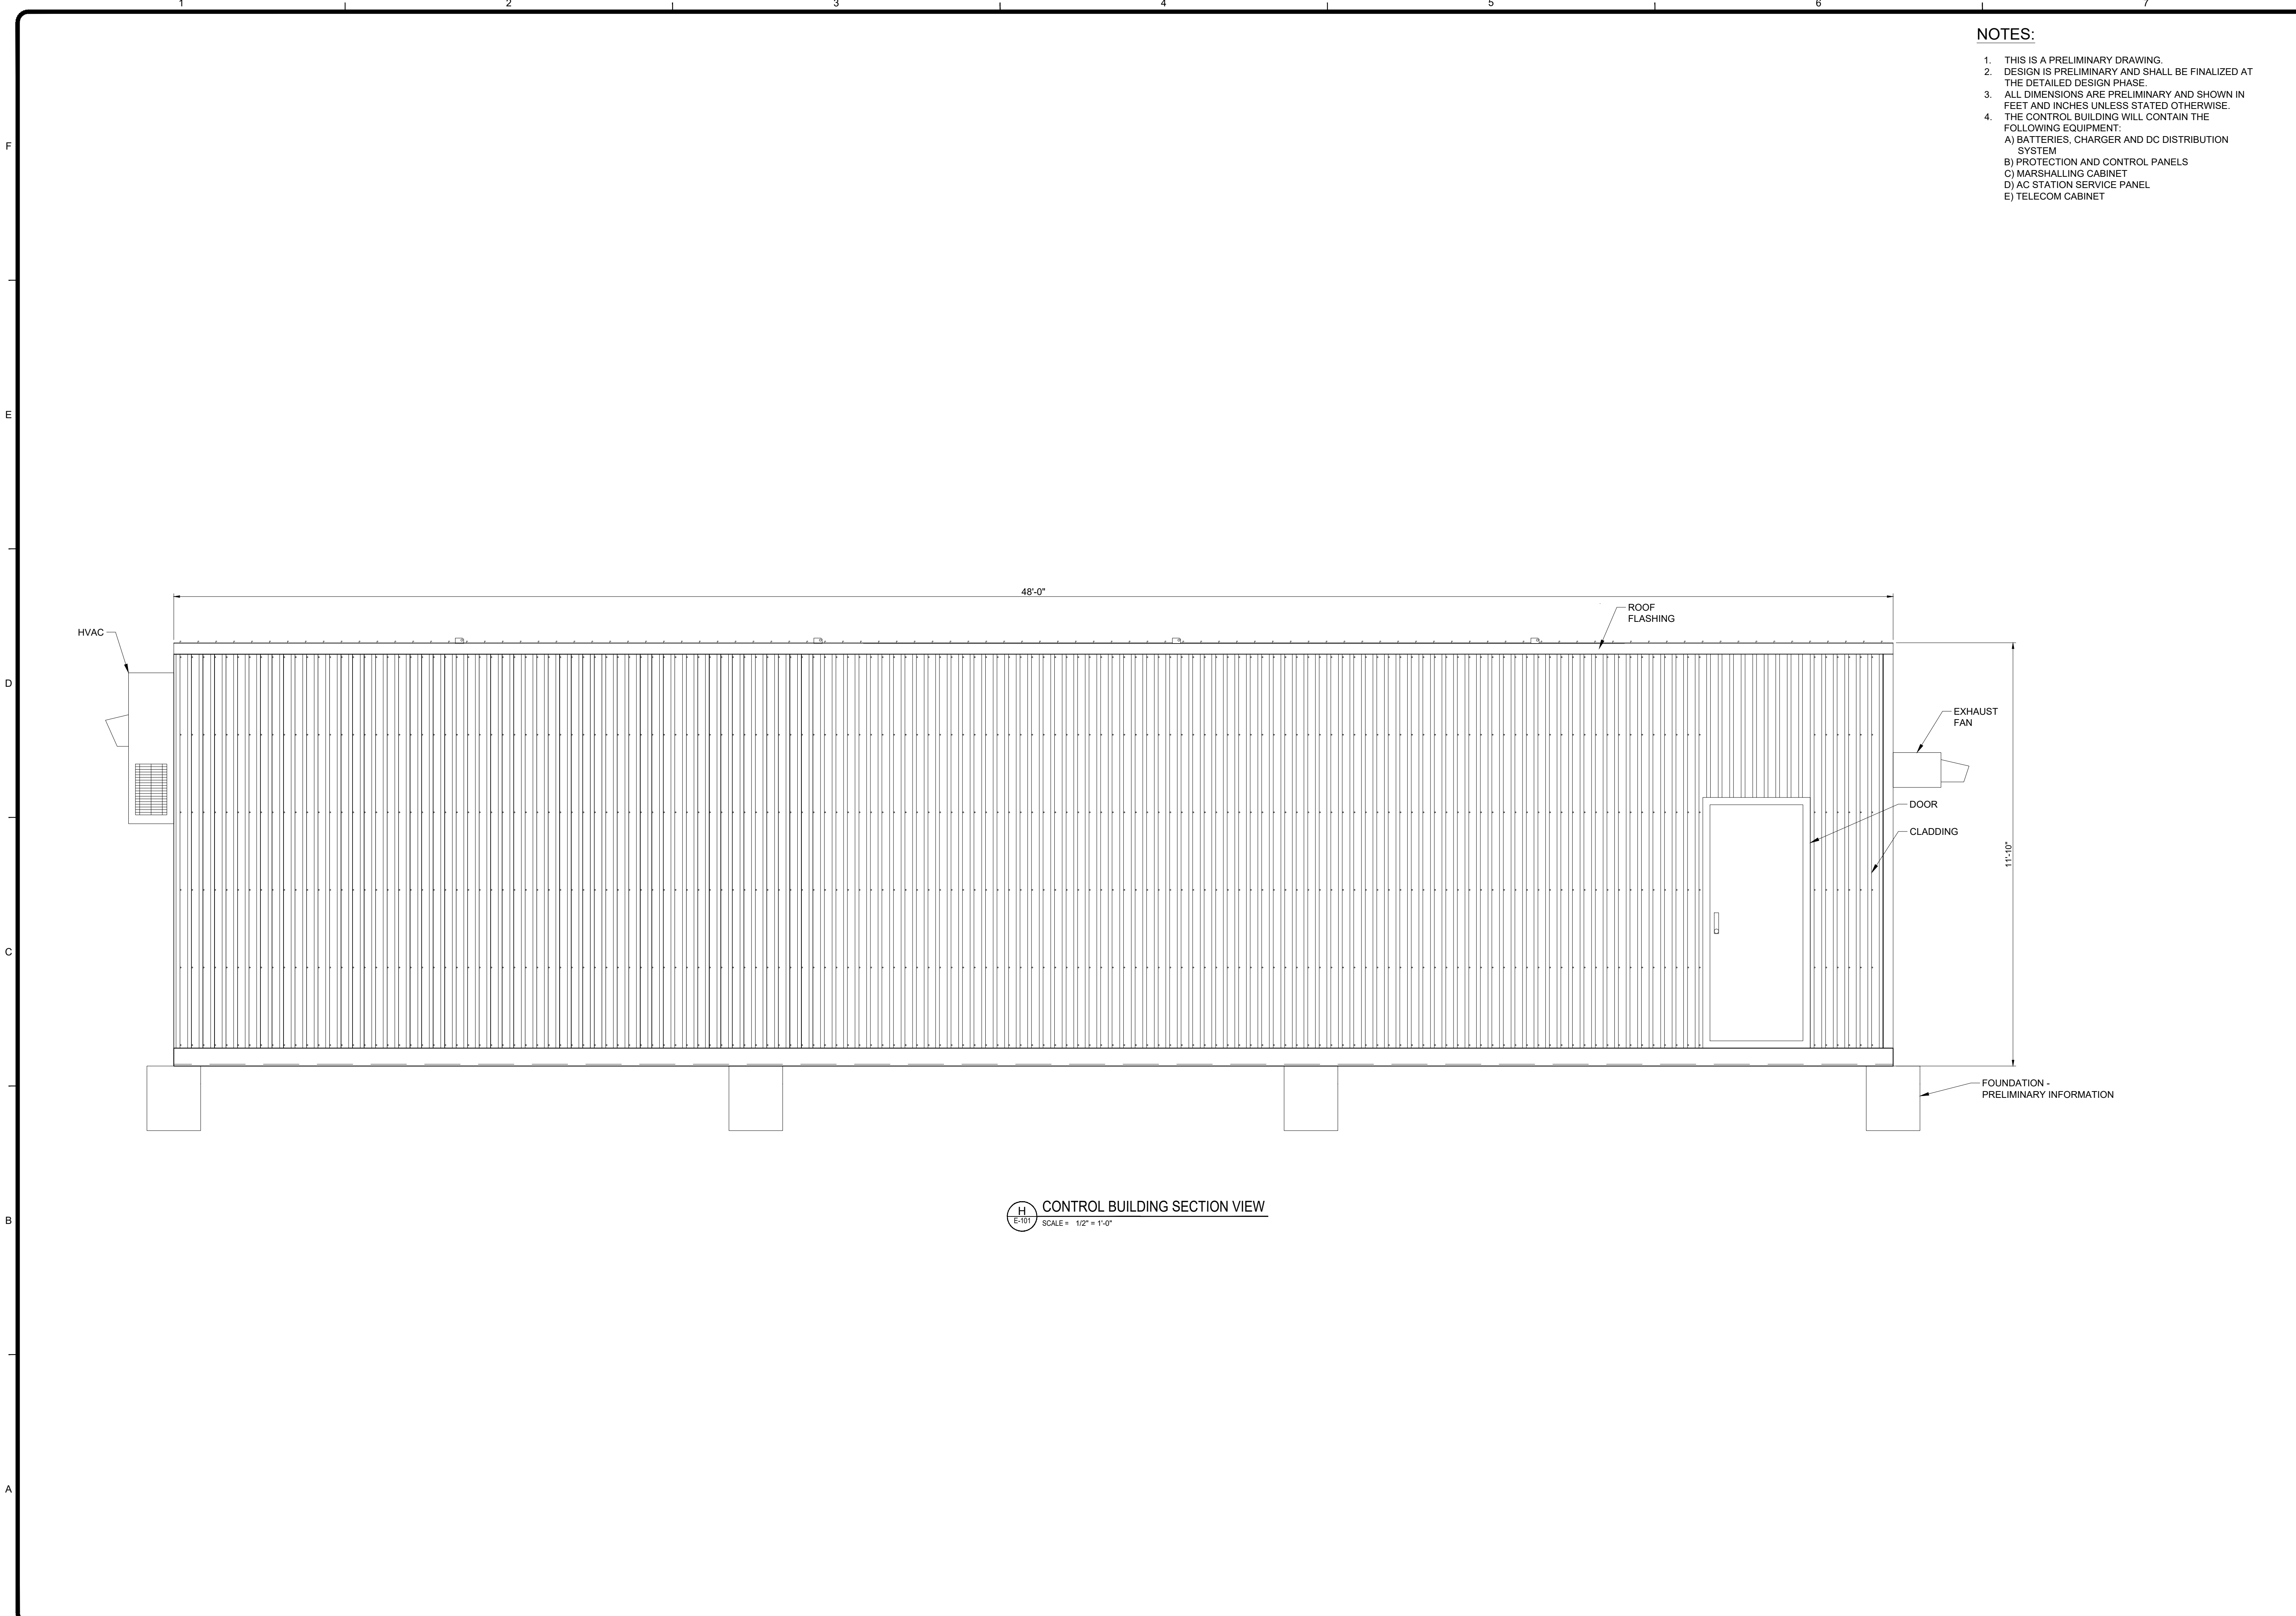 1 2 3 4 5 6 7
NOTES:
1. THIS IS A PRELIMINARY DRAWING.
2. DESIGN IS PRELIMINARY AND SHALL BE FINALIZED AT
THE DETAILED DESIGN PHASE.
3. ALL DIMENSIONS ARE PRELIMINARY AND SHOWN IN
FEET AND INCHES UNLESS STATED OTHERWISE.
4. THE CONTROL BUILDING WILL CONTAIN THE
FOLLOWING EQUIPMENT:
A) BATTERIES, CHARGER AND DC DISTRIBUTION
SYSTEM
B) PROTECTION AND CONTROL PANELS
C) MARSHALLING CABINET
D) AC STATION SERVICE PANEL
E) TELECOM CABINET
F
E
48'-0"
ROOF
FLASHING
HVAC
D
EXHAUST
FAN
DOOR
CLADDING
11'-10"
C
FOUNDATION -
PRELIMINARY INFORMATION
H
E-101
CONTROL BUILDING SECTION VIEW
SCALE = 1/2" = 1'-0"
B
A